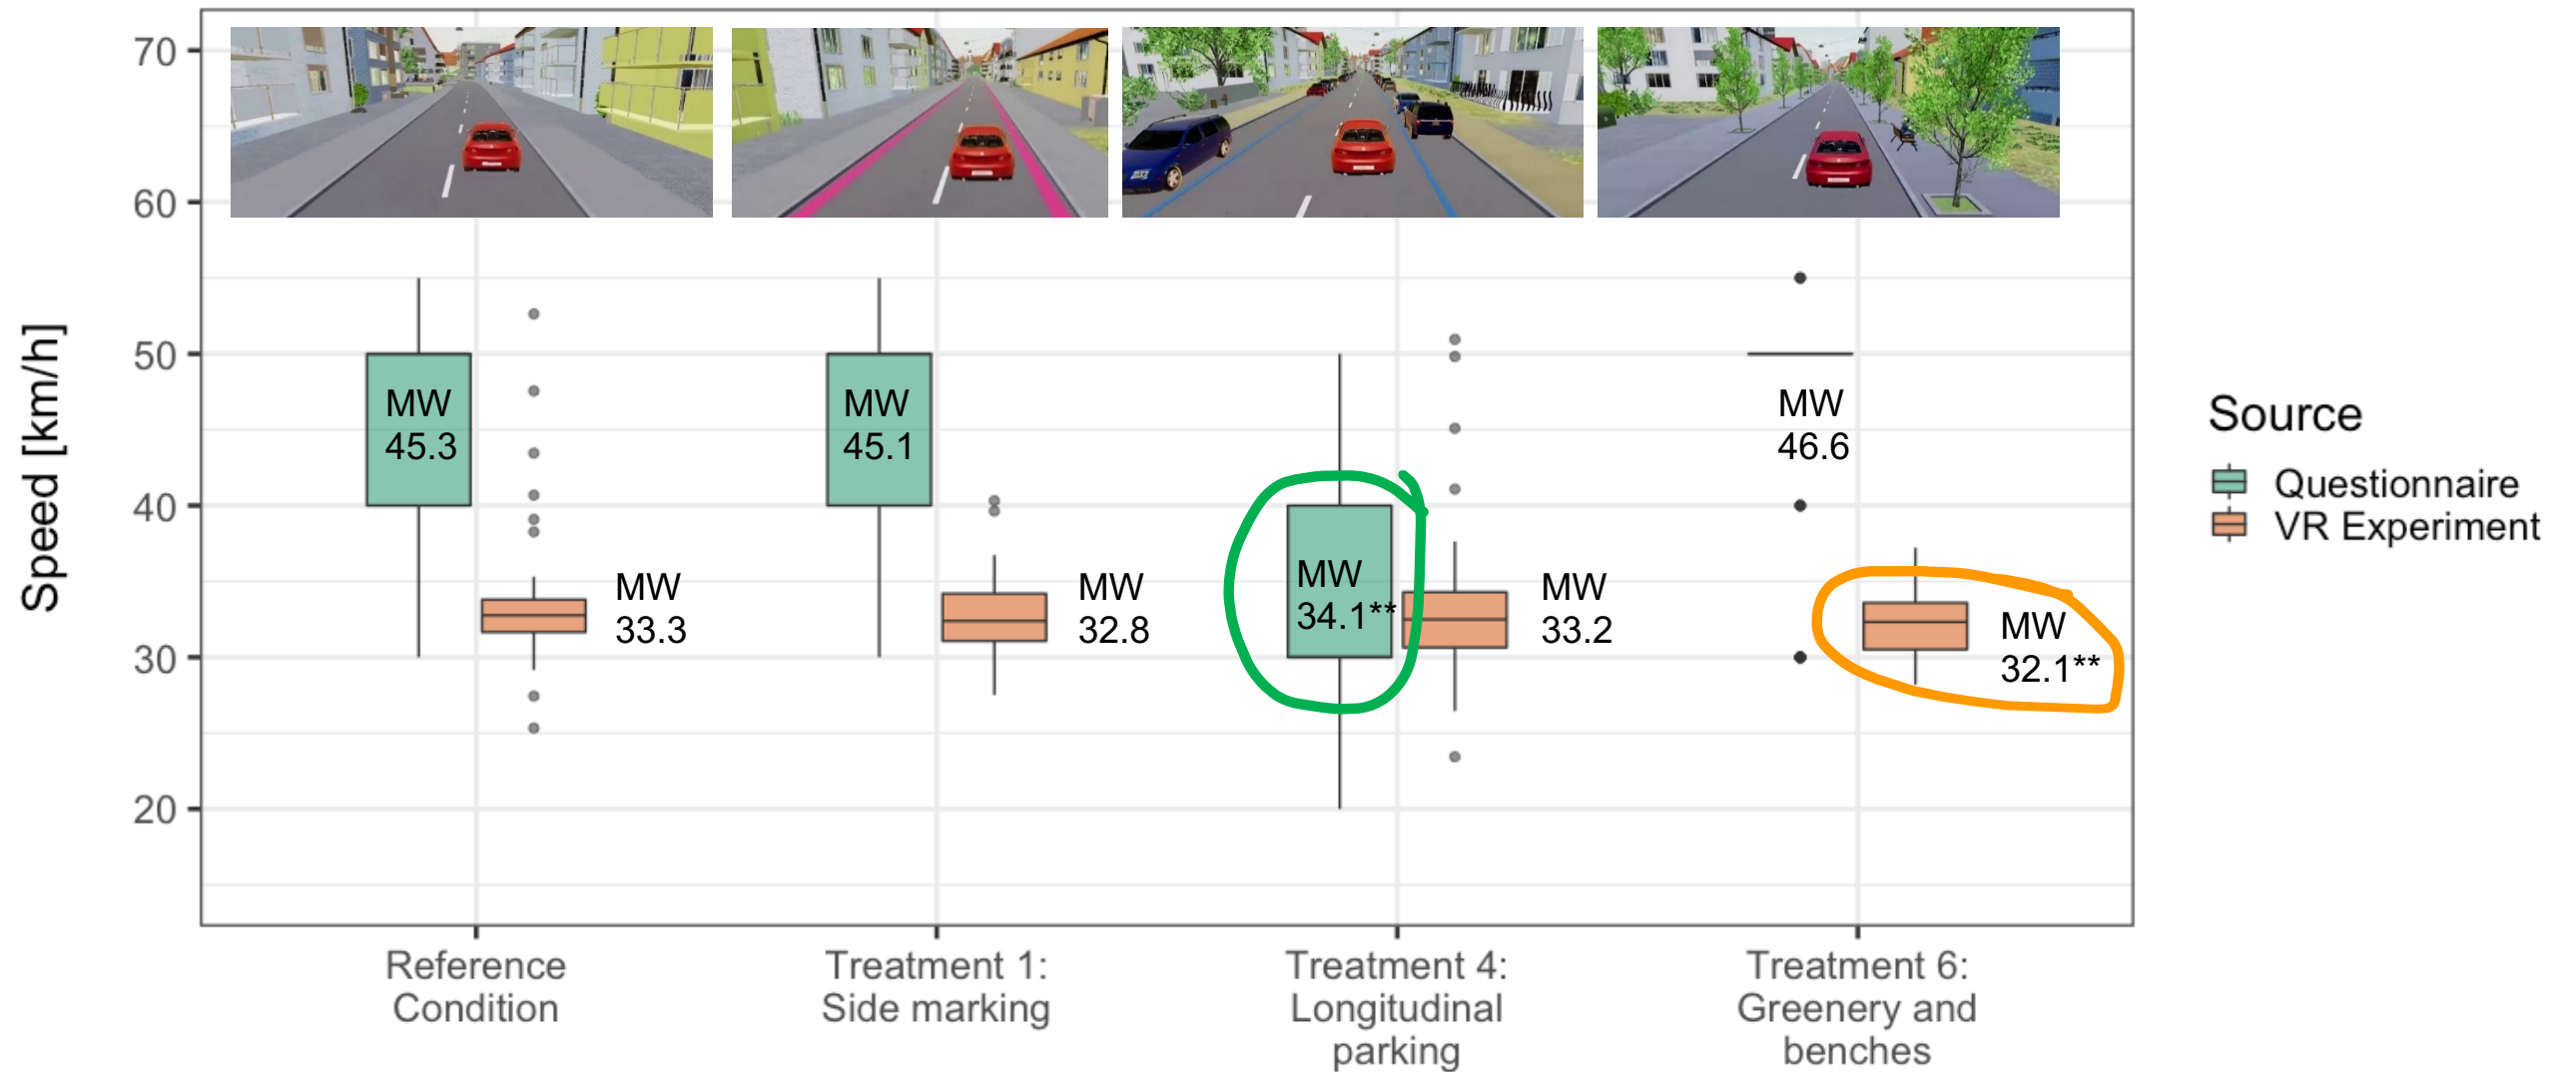 Speed [km/h]
70
60
50
40
30
20
MW
45.3
MW
33.3
MW
45.1
MW
32.8
MW
34.1**
MW
33.2
MW
46.6
MW
32.1**
Reference
Condition
Treatment 1:
Side marking
Treatment 4:
Longitudinal
parking
Treatment 6:
Greenery and
benches
Source
Questionnaire
VR Experiment